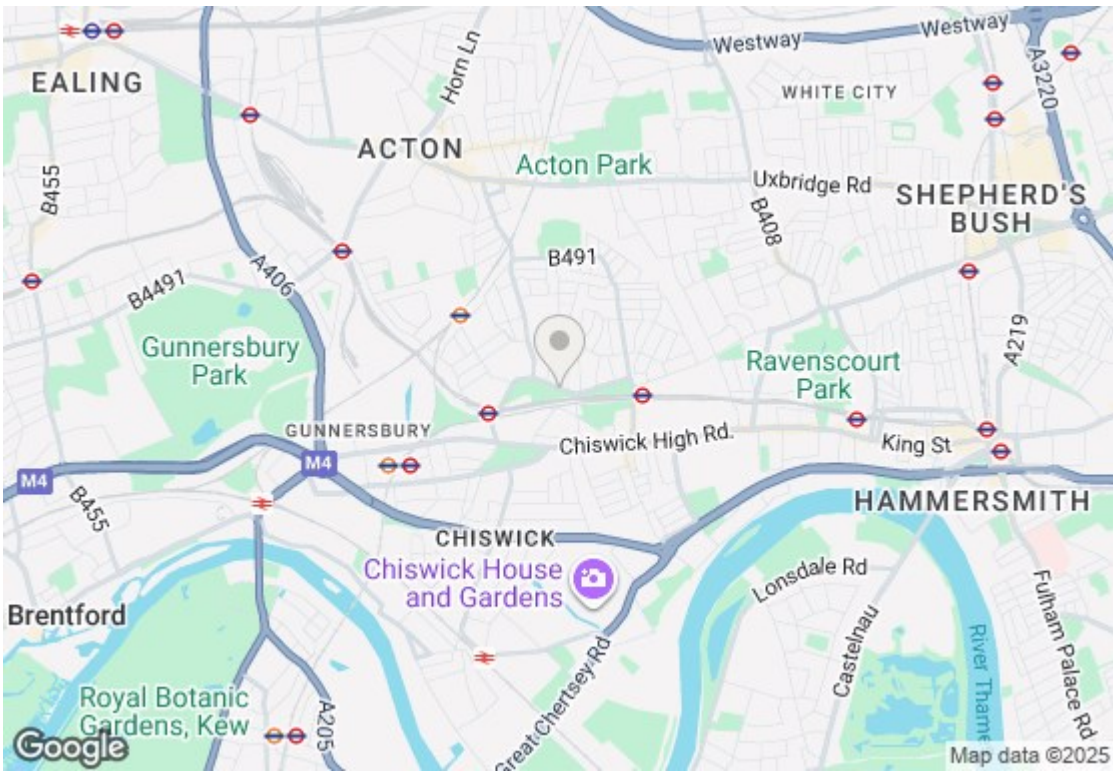 Westway
Westway
A3220
EALING
Horn Ln
WHITE CITY
ACTON
Acton Park
Uxbridge Rd
B455
SHEPHERD'S
BUSH
B408
B491
A406
B4491
A219
Gunnersbury
Park
Ravenscourt
Park
GUNNERSBURY
Chiswick High Rd.
King St
M4
M4
B455
HAMMERSMITH
CHISWICK
Chiswick House
and Gardens
Lonsdale Rd
Brentford
Castelnau
Fulham Palace Rd
River Thame
Royal Botanic
Gardens, Kew
A205
Great Chertsey Rd
Google
Map data ©2025